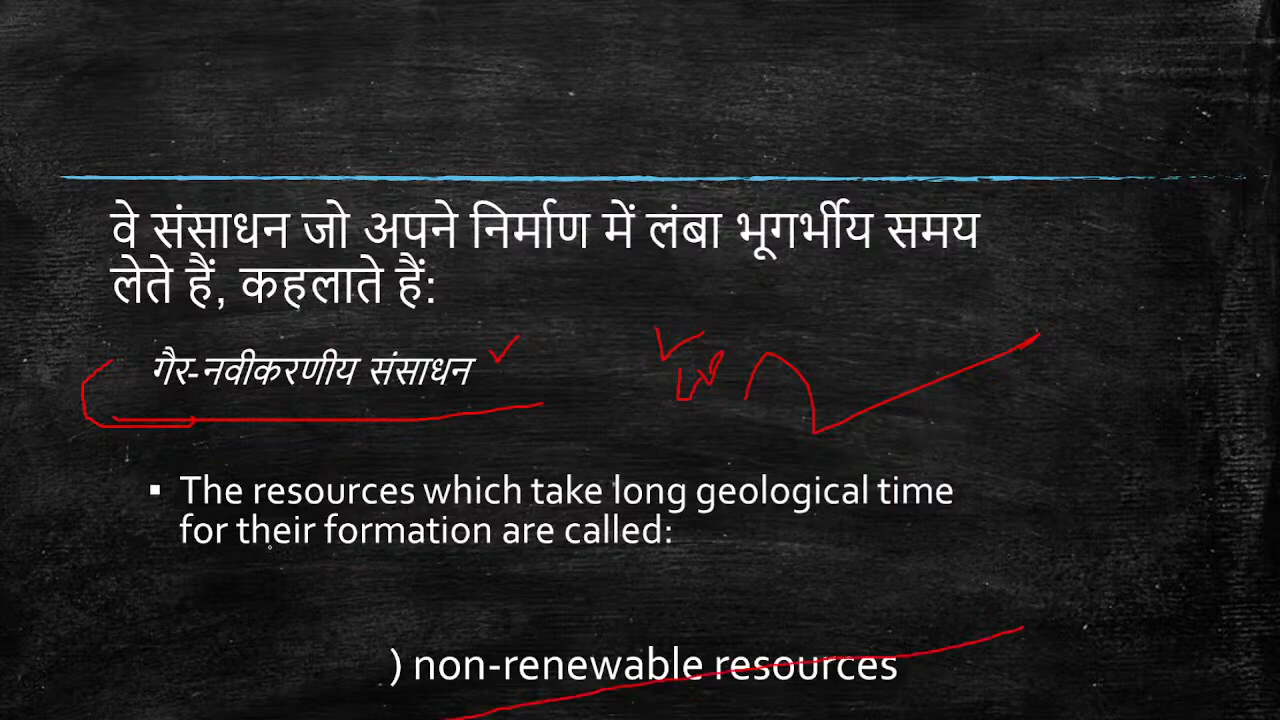 वे संसाधन जो अपने निर्माण में लंबा भूगर्भीय समय
लेते हैं, कहलाते हैं:
गैर-नवीकरणीय संसाधन
▪ The resources which take long geological time
for their formation are called:
) non-renewable resources